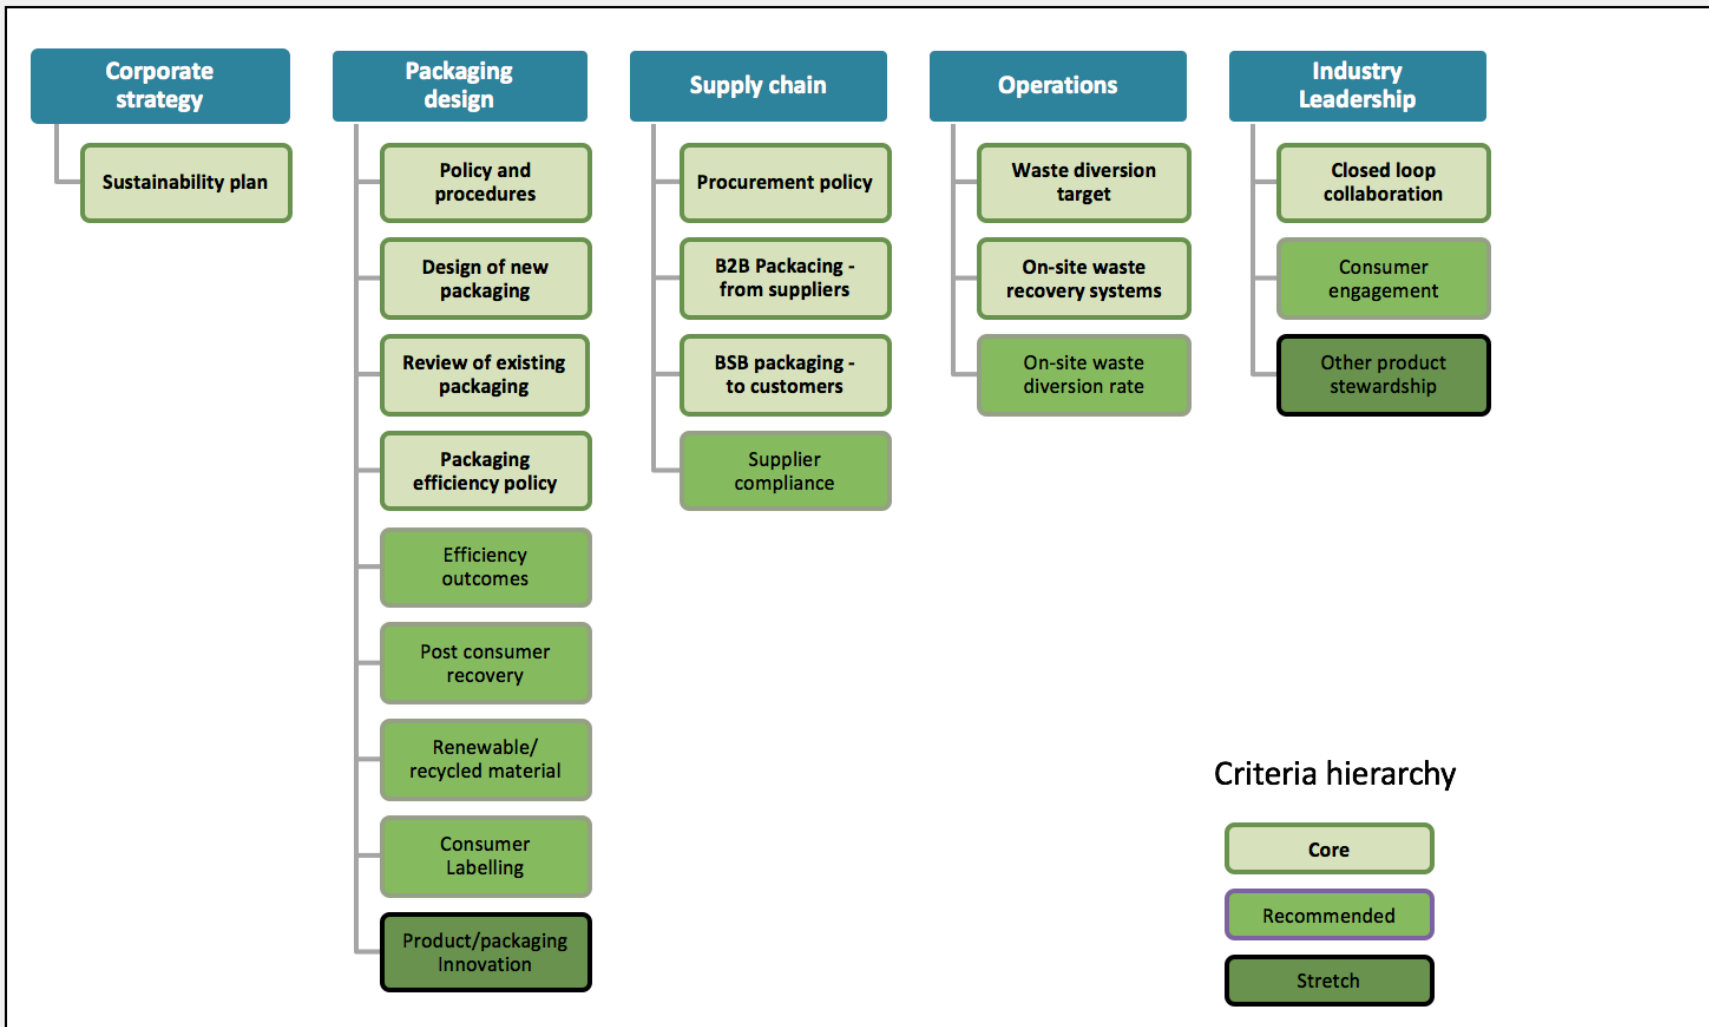 Corporate
strategy
Sustainability plan
Packaging
design
Policy and
procedures
Design of new
packaging
Review of existing
packaging
Packaging
efficiency policy
Efficiency
outcomes
Post consumer
recovery
Renewable/
recycled material
Consumer
Labelling
Product/packaging
Innovation
Supply chain
Procurement policy
B2B Packacing -
from suppliers
BSB packaging -
to customers
Supplier
compliance
Operations
Waste diversion
target
On-site waste
recovery systems
On-site waste
diversion rate
Industry
Leadership
Closed loop
collaboration
Consumer
engagement
Other product
stewardship
Criteria hierarchy
Core
Recommended
Stretch